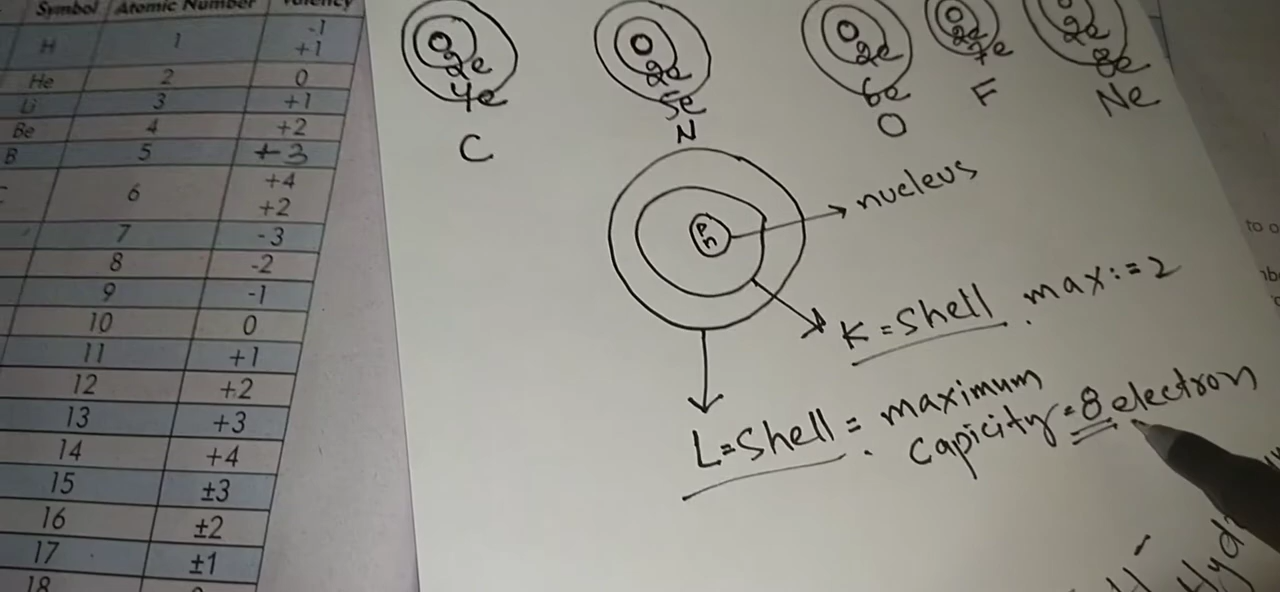 Symbol Atomic Number Valency
H 1 -1 +1
He 2 0
Li 3 +1
Be 4 +2
B 5 +3
6 +4 +2
7 -3
8 -2
9 -1
10 0
11 +1
12 +2
13 +3
14 +4
15 ±3
16 ±2
17 ±1
18
2e 2e 2e 2e 2e
4e 5e 6e 7e 8e
C N O F Ne
P
n
nucleus
K=Shell. max:=2
L=Shell= maximum
Capicity=8 electron